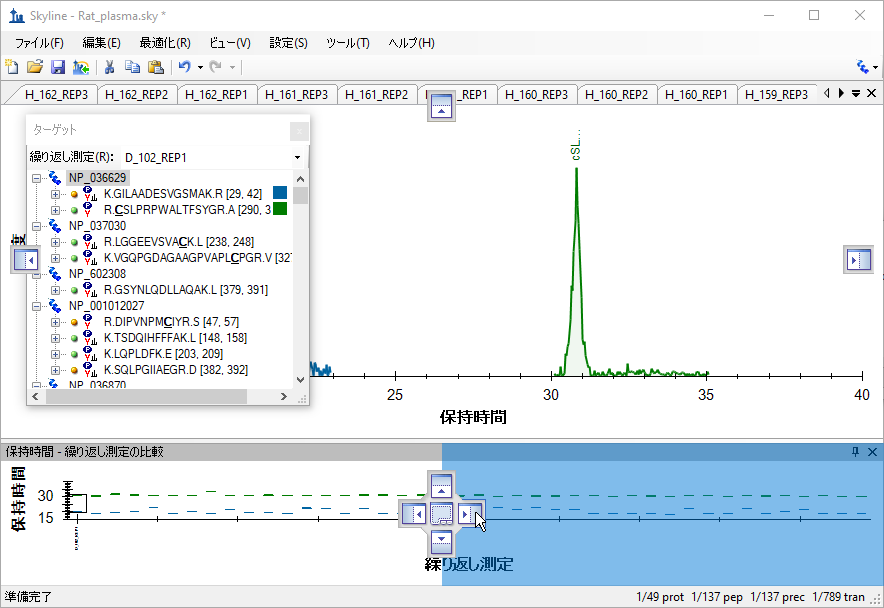 Skyline - Rat_plasma.sky *
ファイル(F) 編集(E) 最適化(R) ビュー(V) 設定(S) ツール(T) ヘルプ(H)
H_162_REP3 H_162_REP2 H_162_REP1 H_161_REP3 H_161_REP2 _REP1 H_160_REP3 H_160_REP2 H_160_REP1 H_159_REP3
ターゲット
繰り返し測定(R): D_102_REP1
NP_036629
K.GILAADESVGSMAK.R [29, 42]
R.CSLPRPWALTFSYGR.A [290, 3
NP_037030
R.LGGEEVSVACK.L [238, 248]
K.VGQPGDAGAAGPVAPLCPGR.V [327
NP_602308
R.GSYNLQDLLAQAK.L [379, 391]
NP_001012027
R.DIPVNPMCIYR.S [47, 57]
K.TSDQIHFFFAK.L [148, 158]
K.LQPLDFK.E [203, 209]
K.SQLPGIIAEGR.D [382, 392]
NP_036870
cSL...
25 30 35 40
保持時間
保持時間 - 繰り返し測定の比較
保持時間
30
15
繰り返し測定
準備完了 1/49 prot 1/137 pep 1/137 prec 1/789 tran